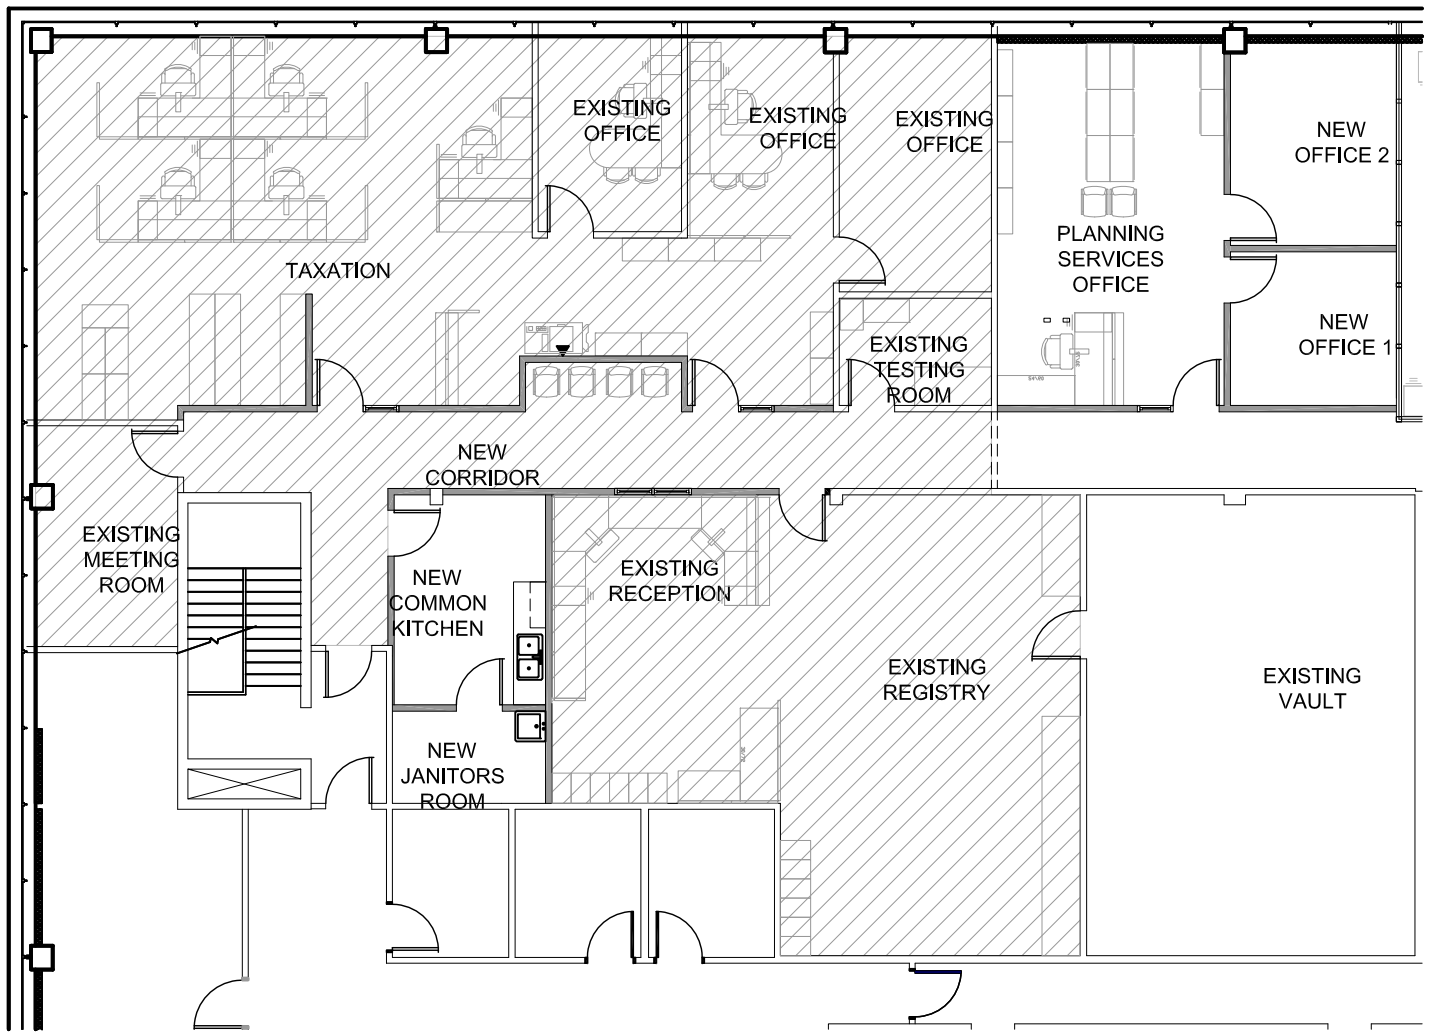 EXISTING
OFFICE
EXISTING
OFFICE
EXISTING
OFFICE
NEW
OFFICE 2
PLANNING
SERVICES
OFFICE
TAXATION
NEW
OFFICE 1
EXISTING
TESTING
ROOM
NEW
CORRIDOR
EXISTING
MEETING
ROOM
NEW
COMMON
KITCHEN
EXISTING
RECEPTION
EXISTING
REGISTRY
EXISTING
VAULT
NEW
JANITORS
ROOM